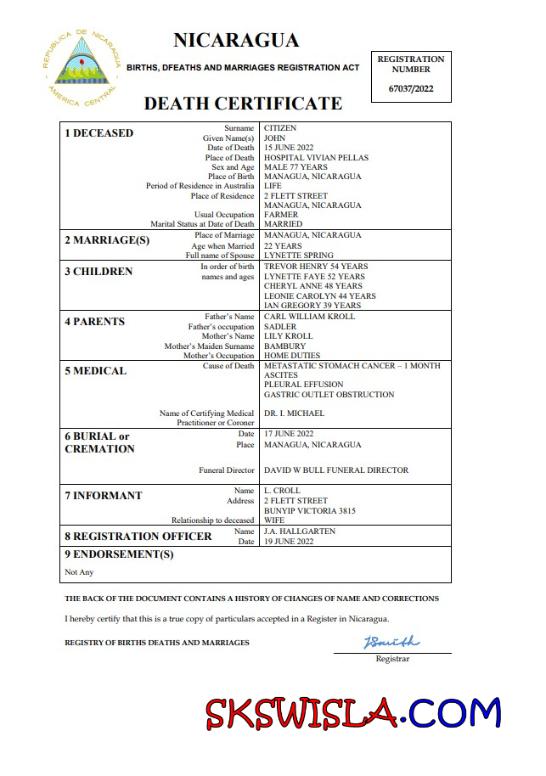 NICARAGUA
REPUBLICA DE NICARAGUA
AMERICA CENTRAL
BIRTHS, DFEATHS AND MARRIAGES REGISTRATION ACT
REGISTRATION
NUMBER
67037/2022
DEATH CERTIFICATE
1 DECEASED
Surname CITIZEN
Given Name(s) JOHN
Date of Death 15 JUNE 2022
Place of Death HOSPITAL VIVIAN PELLAS
Sex and Age MALE 77 YEARS
Place of Birth MANAGUA, NICARAGUA
Period of Residence in Australia LIFE
Place of Residence 2 FLETT STREET
MANAGUA, NICARAGUA
Usual Occupation FARMER
Marital Status at Date of Death MARRIED
2 MARRIAGE(S)
Place of Marriage MANAGUA, NICARAGUA
Age when Married 22 YEARS
Full name of Spouse LYNETTE SPRING
3 CHILDREN
In order of birth TREVOR HENRY 54 YEARS
names and ages LYNETTE FAYE 52 YEARS
CHERYL ANNE 48 YEARS
LEONIE CAROLYN 44 YEARS
IAN GREGORY 39 YEARS
4 PARENTS
Father's Name CARL WILLIAM KROLL
Father's occupation SADLER
Mother's Name LILY KROLL
Mother's Maiden Surname BAMBURY
Mother's Occupation HOME DUTIES
5 MEDICAL
Cause of Death METASTATIC STOMACH CANCER – 1 MONTH
ASCITES
PLEURAL EFFUSION
GASTRIC OUTLET OBSTRUCTION
Name of Certifying Medical DR. I. MICHAEL
Practitioner or Coroner
6 BURIAL or
CREMATION
Date 17 JUNE 2022
Place MANAGUA, NICARAGUA
Funeral Director DAVID W BULL FUNERAL DIRECTOR
7 INFORMANT
Name L. CROLL
Address 2 FLETT STREET
BUNYIP VICTORIA 3815
Relationship to deceased WIFE
8 REGISTRATION OFFICER
Name J.A. HALLGARTEN
Date 19 JUNE 2022
9 ENDORSEMENT(S)
Not Any
THE BACK OF THE DOCUMENT CONTAINS A HISTORY OF CHANGES OF NAME AND CORRECTIONS
I hereby certify that this is a true copy of particulars accepted in a Register in Nicaragua.
REGISTRY OF BIRTHS DEATHS AND MARRIAGES
JSmith
Registrar
SKSWISLA.COM